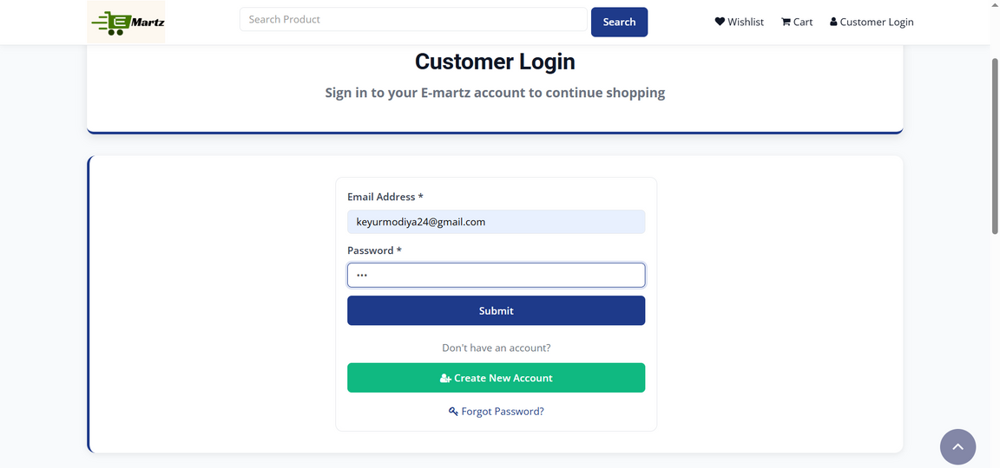 E Martz
Search Product
Search
Wishlist
Cart
Customer Login
Customer Login
Sign in to your E-martz account to continue shopping
Email Address *
keyurmodiya24@gmail.com
Password *
•••
Submit
Don't have an account?
Create New Account
Forgot Password?